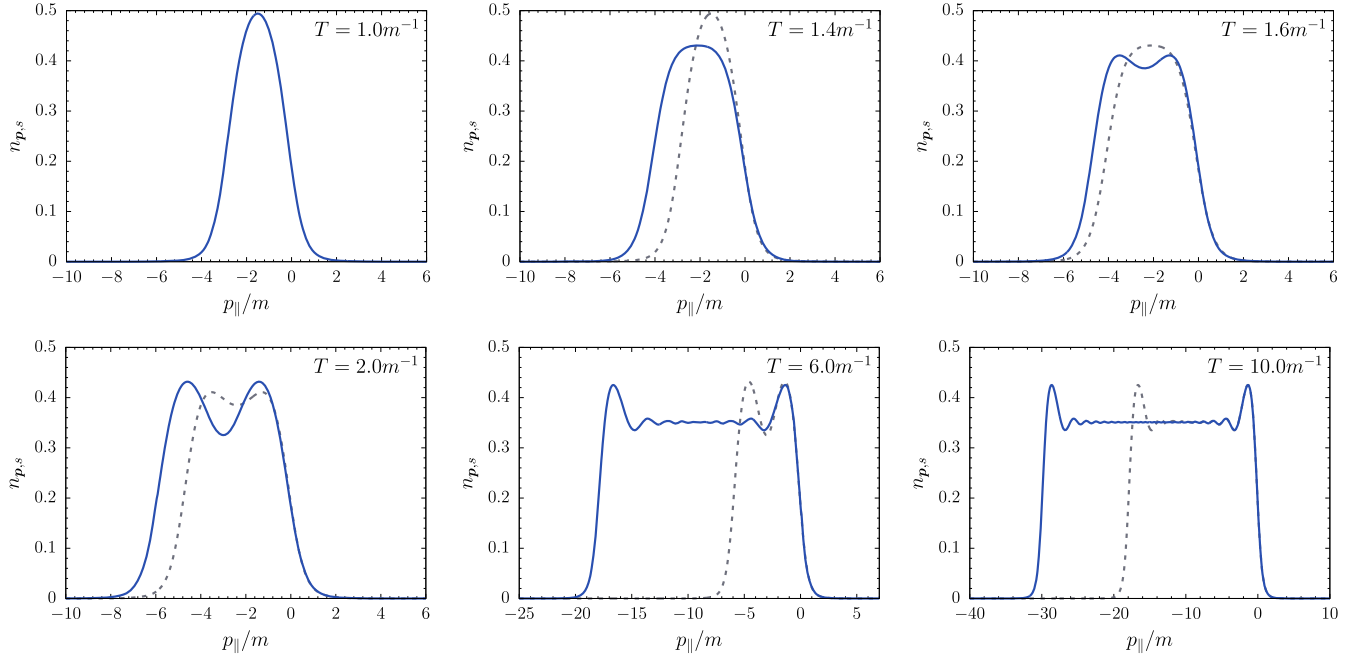 0.5
0.4
0.3
0.2
0.1
0
n_{p,s}
T = 1.0m^{-1}
−10 −8 −6 −4 −2 0 2 4 6
p_∥/m
0.5
0.4
0.3
0.2
0.1
0
n_{p,s}
T = 1.4m^{-1}
−10 −8 −6 −4 −2 0 2 4 6
p_∥/m
0.5
0.4
0.3
0.2
0.1
0
n_{p,s}
T = 1.6m^{-1}
−10 −8 −6 −4 −2 0 2 4 6
p_∥/m
0.5
0.4
0.3
0.2
0.1
0
n_{p,s}
T = 2.0m^{-1}
−10 −8 −6 −4 −2 0 2 4 6
p_∥/m
0.5
0.4
0.3
0.2
0.1
0
n_{p,s}
T = 6.0m^{-1}
−25 −20 −15 −10 −5 0 5
p_∥/m
0.5
0.4
0.3
0.2
0.1
0
n_{p,s}
T = 10.0m^{-1}
−40 −30 −20 −10 0 10
p_∥/m